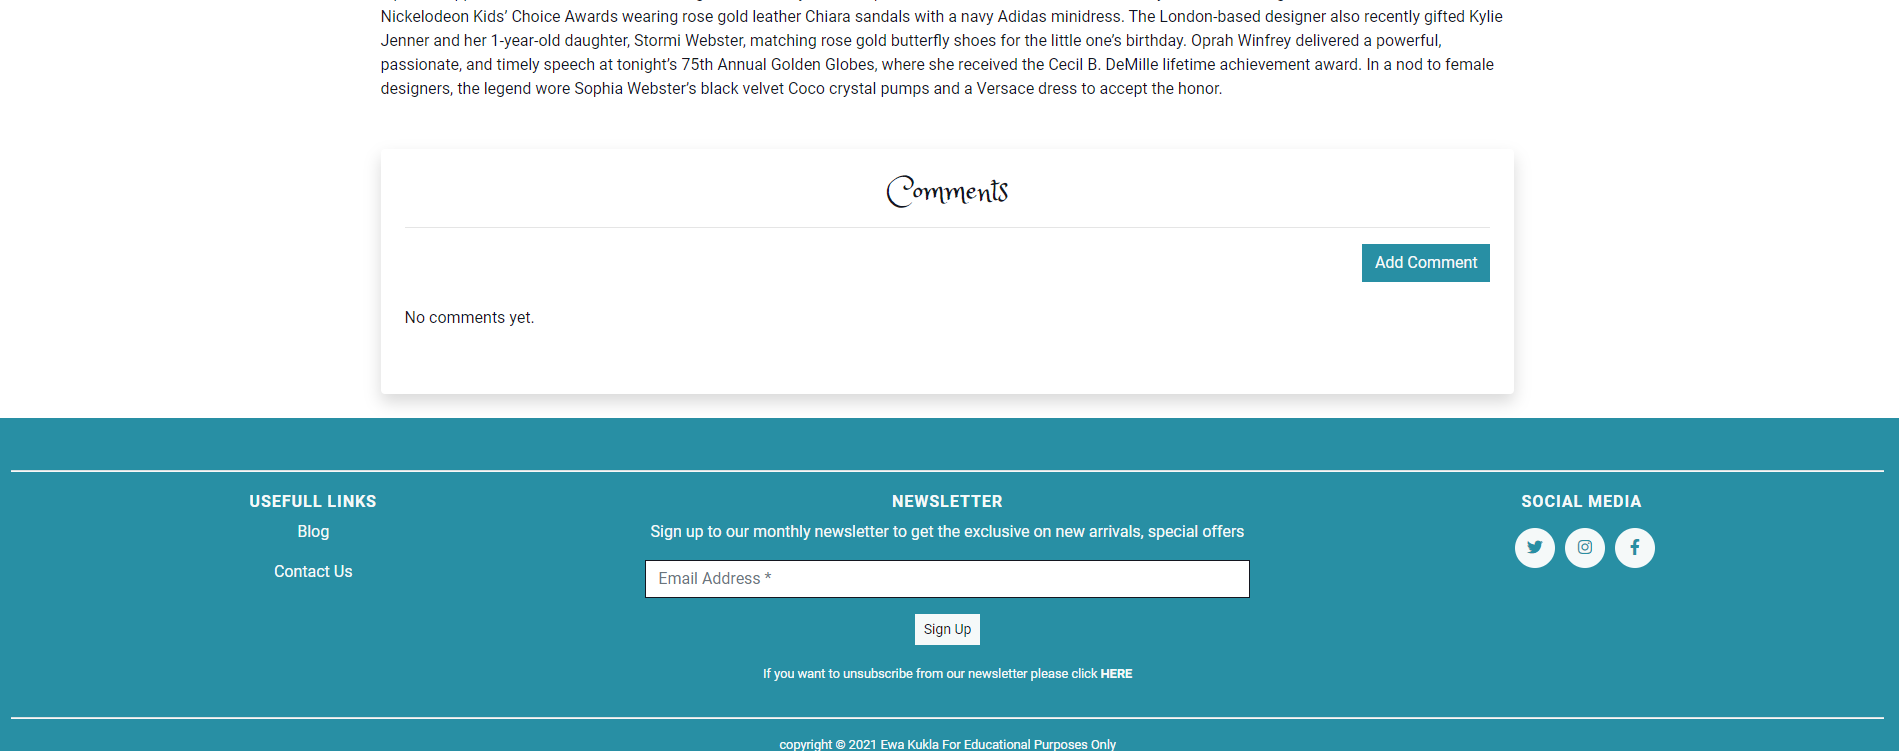 Nickelodeon Kids’ Choice Awards wearing rose gold leather Chiara sandals with a navy Adidas minidress. The London-based designer also recently gifted Kylie
Jenner and her 1-year-old daughter, Stormi Webster, matching rose gold butterfly shoes for the little one’s birthday. Oprah Winfrey delivered a powerful,
passionate, and timely speech at tonight’s 75th Annual Golden Globes, where she received the Cecil B. DeMille lifetime achievement award. In a nod to female
designers, the legend wore Sophia Webster’s black velvet Coco crystal pumps and a Versace dress to accept the honor.
Comments
Add Comment
No comments yet.
USEFULL LINKS
Blog
Contact Us
NEWSLETTER
Sign up to our monthly newsletter to get the exclusive on new arrivals, special offers
Email Address *
Sign Up
If you want to unsubscribe from our newsletter please click HERE
SOCIAL MEDIA
copyright © 2021 Ewa Kukla For Educational Purposes Only